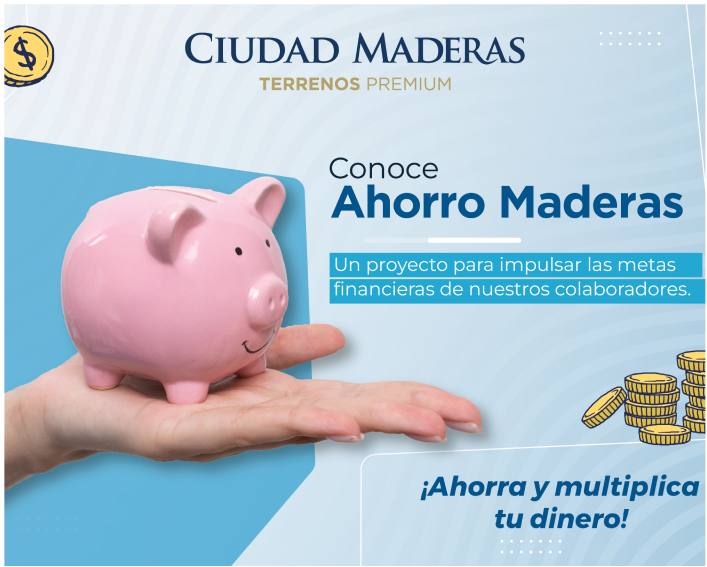 CIUDAD MADERAS
TERRENOS PREMIUM
Conoce
Ahorro Maderas
Un proyecto para impulsar las metas
financieras de nuestros colaboradores.
$
¡Ahorra y multiplica
tu dinero!